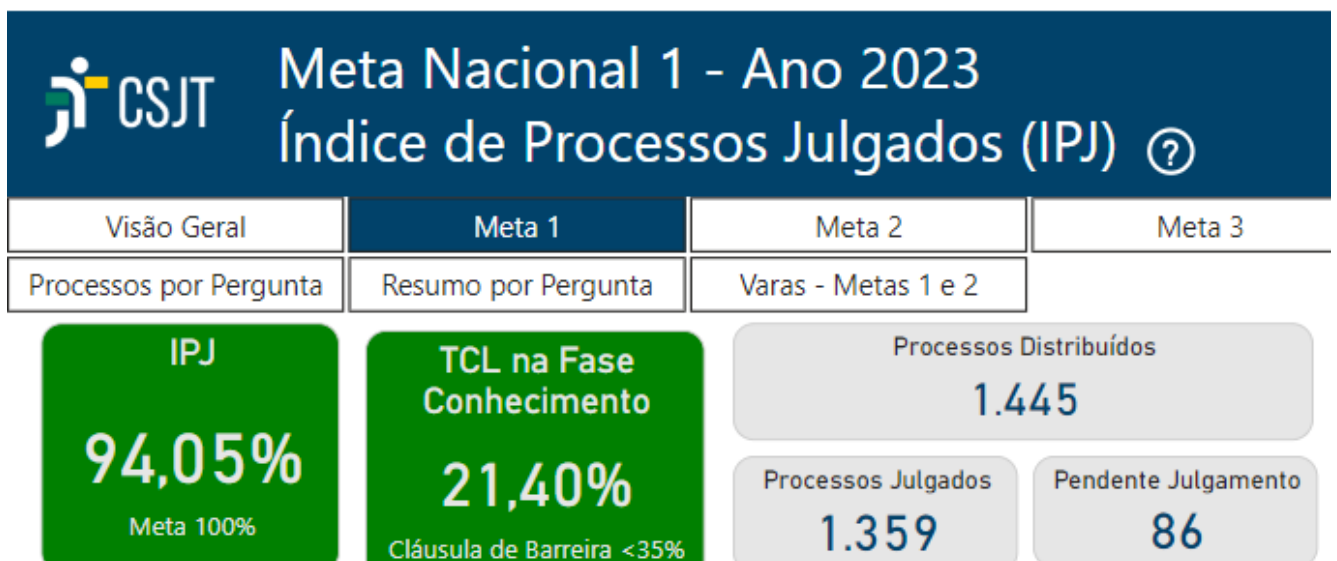 CSJT
Meta Nacional 1 - Ano 2023
Índice de Processos Julgados (IPJ) ?
Visão Geral
Meta 1
Meta 2
Meta 3
Processos por Pergunta
Resumo por Pergunta
Varas - Metas 1 e 2
IPJ
94,05%
Meta 100%
TCL na Fase
Conhecimento
21,40%
Cláusula de Barreira <35%
Processos Distribuídos
1.445
Processos Julgados
1.359
Pendente Julgamento
86